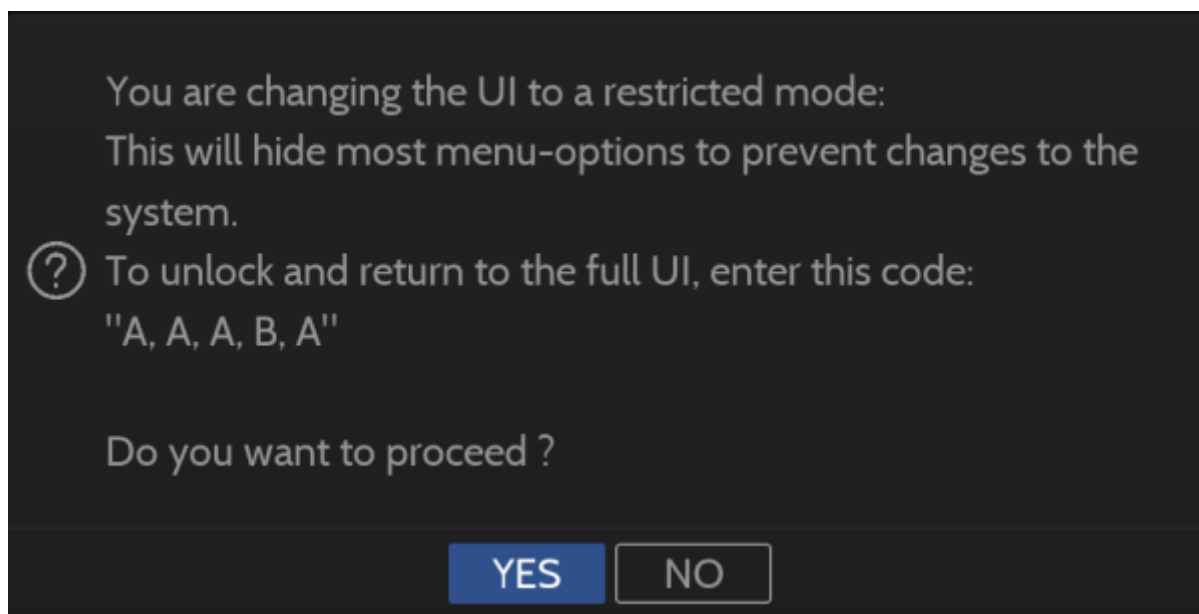 You are changing the UI to a restricted mode:
This will hide most menu-options to prevent changes to the
system.
To unlock and return to the full UI, enter this code:
"A, A, A, B, A"
Do you want to proceed ?
YES
NO